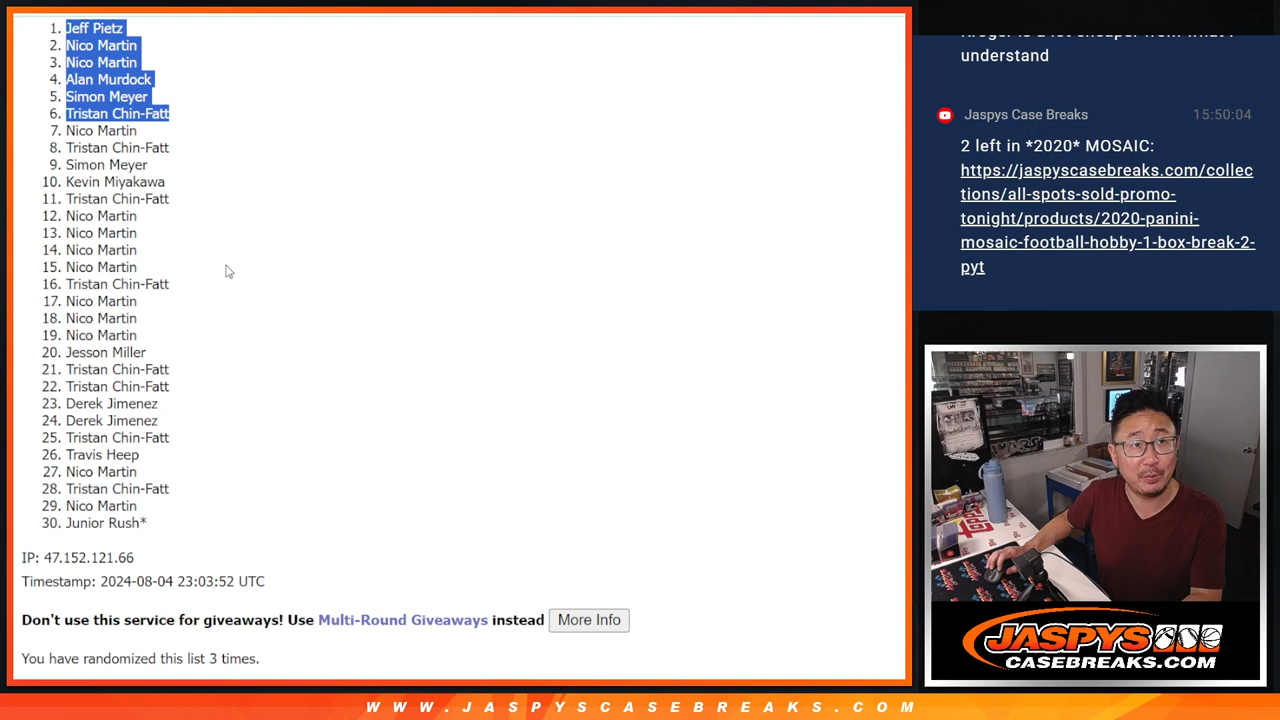 1. Jeff Pietz
2. Nico Martin
3. Nico Martin
4. Alan Murdock
5. Simon Meyer
6. Tristan Chin-Fatt
7. Nico Martin
8. Tristan Chin-Fatt
9. Simon Meyer
10. Kevin Miyakawa
11. Tristan Chin-Fatt
12. Nico Martin
13. Nico Martin
14. Nico Martin
15. Nico Martin
16. Tristan Chin-Fatt
17. Nico Martin
18. Nico Martin
19. Nico Martin
20. Jesson Miller
21. Tristan Chin-Fatt
22. Tristan Chin-Fatt
23. Derek Jimenez
24. Derek Jimenez
25. Tristan Chin-Fatt
26. Travis Heep
27. Nico Martin
28. Tristan Chin-Fatt
29. Nico Martin
30. Junior Rush*
IP: 47.152.121.66
Timestamp: 2024-08-04 23:03:52 UTC
Don't use this service for giveaways! Use Multi-Round Giveaways instead More Info
You have randomized this list 3 times.
understand
Jaspys Case Breaks 15:50:04
2 left in *2020* MOSAIC:
https://jaspyscasebreaks.com/collec
tions/all-spots-sold-promo-
tonight/products/2020-panini-
mosaic-football-hobby-1-box-break-2-
pyt
JASPYS
CASEBREAKS.COM
WWW.JASPYSCASEBREAKS.COM